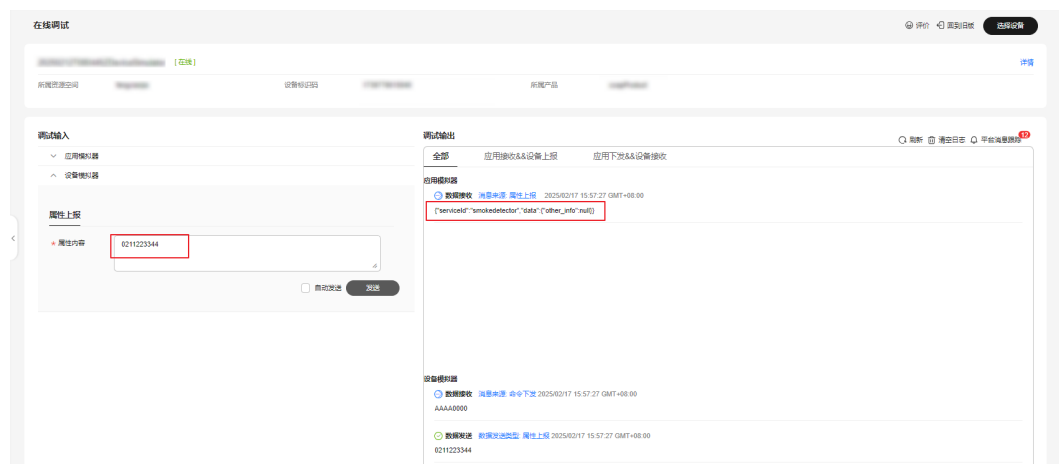 在线调试
评价 回到旧版 选择设备
[在线] 详情
所属资源空间 设备标识码 所属产品
调试输入
应用模拟器
设备模拟器
属性上报
* 属性内容 0211223344
自动发送 发送
调试输出
刷新 清空日志 平台消息跟踪 12
全部 应用接收&&设备上报 应用下发&&设备接收
应用模拟器
数据接收 消息来源: 属性上报 2025/02/17 15:57:27 GMT+08:00
{"serviceId":"smokedetector","data":{"other_info":null}}
设备模拟器
数据接收 消息来源: 命令下发 2025/02/17 15:57:27 GMT+08:00
AAAA0000
数据发送 数据发送类型: 属性上报 2025/02/17 15:57:27 GMT+08:00
0211223344